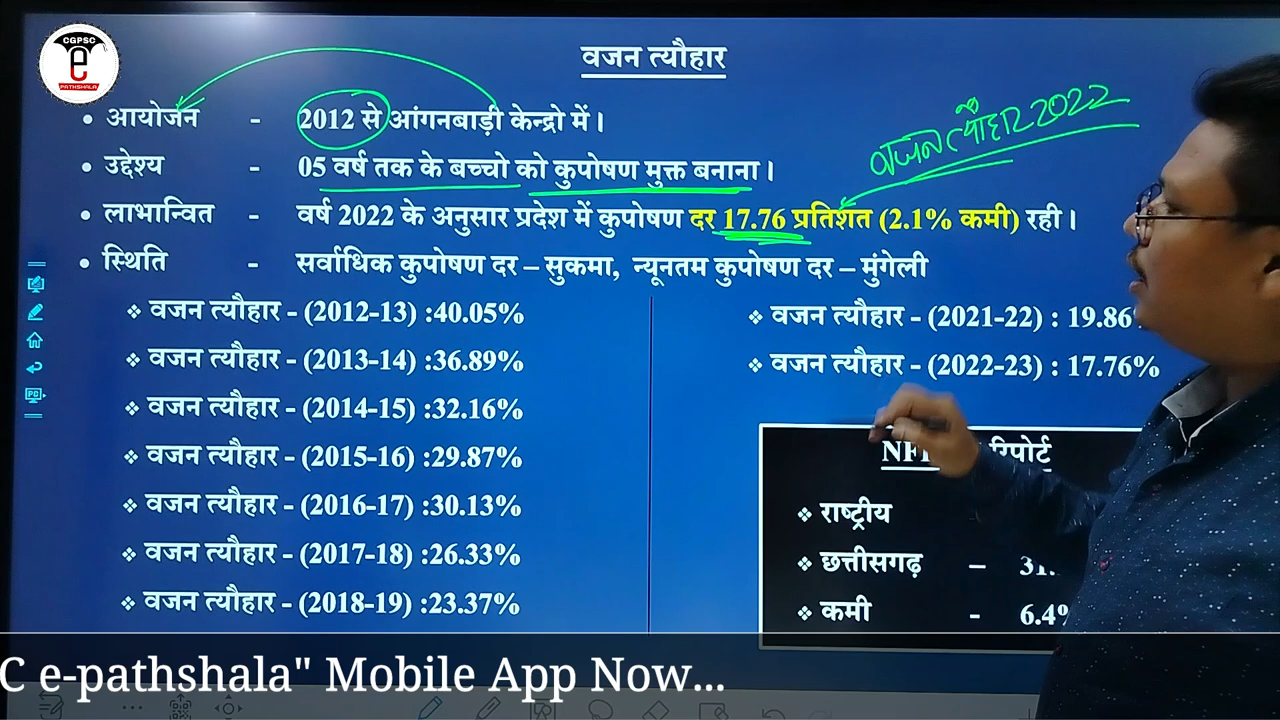 CGPSC
e
PATHSHALA
वजन त्यौहार
• आयोजन - 2012 से आंगनबाड़ी केन्द्रो में।
वजन त्यौहार 2022
• उद्देश्य - 05 वर्ष तक के बच्चो को कुपोषण मुक्त बनाना।
• लाभान्वित - वर्ष 2022 के अनुसार प्रदेश में कुपोषण दर 17.76 प्रतिशत (2.1% कमी) रही।
• स्थिति - सर्वाधिक कुपोषण दर – सुकमा, न्यूनतम कुपोषण दर – मुंगेली
❖ वजन त्यौहार - (2012-13) :40.05%
❖ वजन त्यौहार - (2013-14) :36.89%
❖ वजन त्यौहार - (2014-15) :32.16%
❖ वजन त्यौहार - (2015-16) :29.87%
❖ वजन त्यौहार - (2016-17) :30.13%
❖ वजन त्यौहार - (2017-18) :26.33%
❖ वजन त्यौहार - (2018-19) :23.37%
❖ वजन त्यौहार - (2021-22) : 19.86
❖ वजन त्यौहार - (2022-23) : 17.76%
रिपोर्ट
❖ राष्ट्रीय
❖ छत्तीसगढ़ – 31.
❖ कमी - 6.4%
C e-pathshala" Mobile App Now...